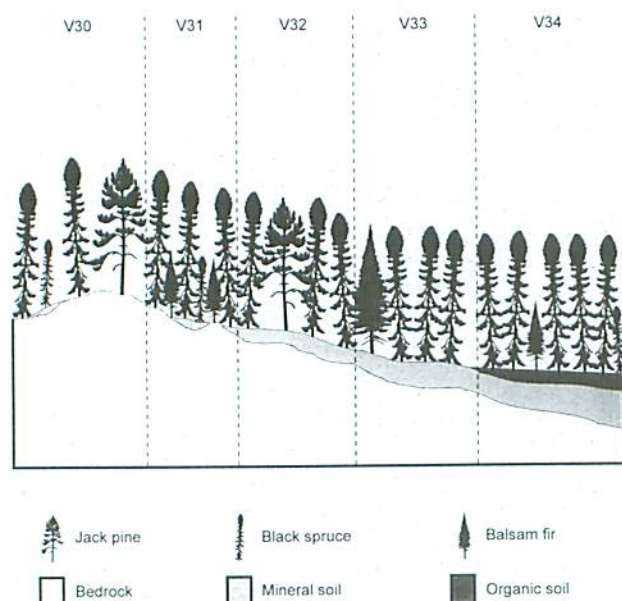 V30 V31 V32 V33 V34
Jack pine Black spruce Balsam fir
Bedrock Mineral soil Organic soil